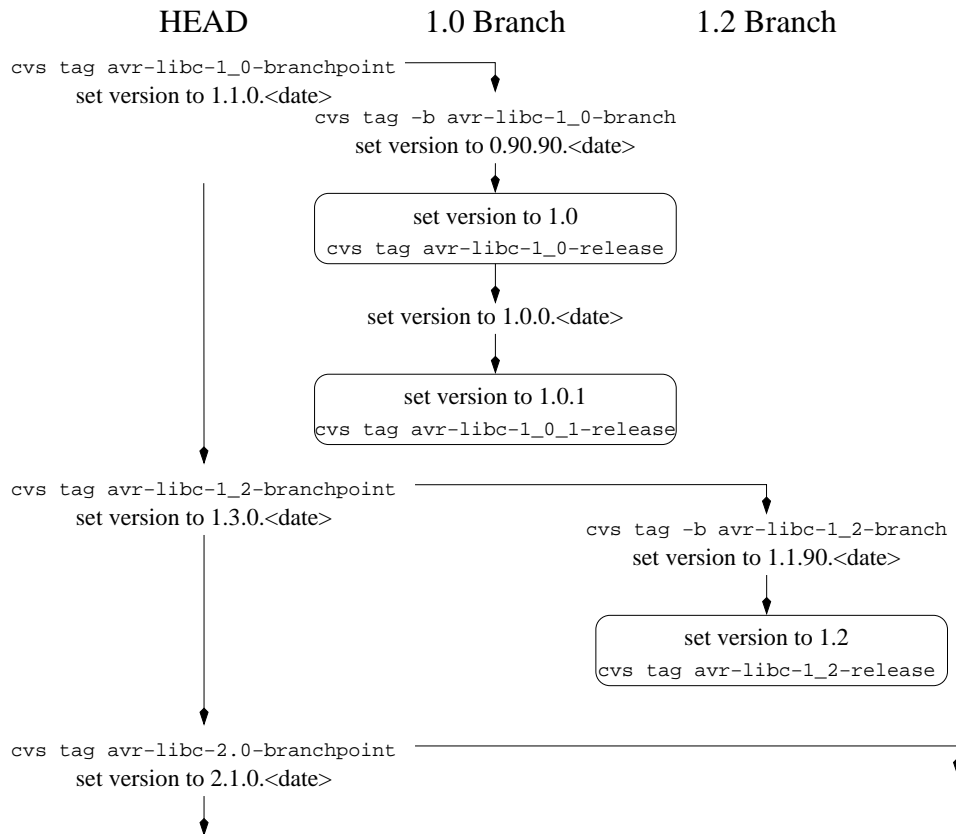 HEAD 1.0 Branch 1.2 Branch
cvs tag avr-libc-1_0-branchpoint
set version to 1.1.0.<date>
cvs tag -b avr-libc-1_0-branch
set version to 0.90.90.<date>
set version to 1.0
cvs tag avr-libc-1_0-release
set version to 1.0.0.<date>
set version to 1.0.1
cvs tag avr-libc-1_0_1-release
cvs tag avr-libc-1_2-branchpoint
set version to 1.3.0.<date>
cvs tag -b avr-libc-1_2-branch
set version to 1.1.90.<date>
set version to 1.2
cvs tag avr-libc-1_2-release
cvs tag avr-libc-2.0-branchpoint
set version to 2.1.0.<date>